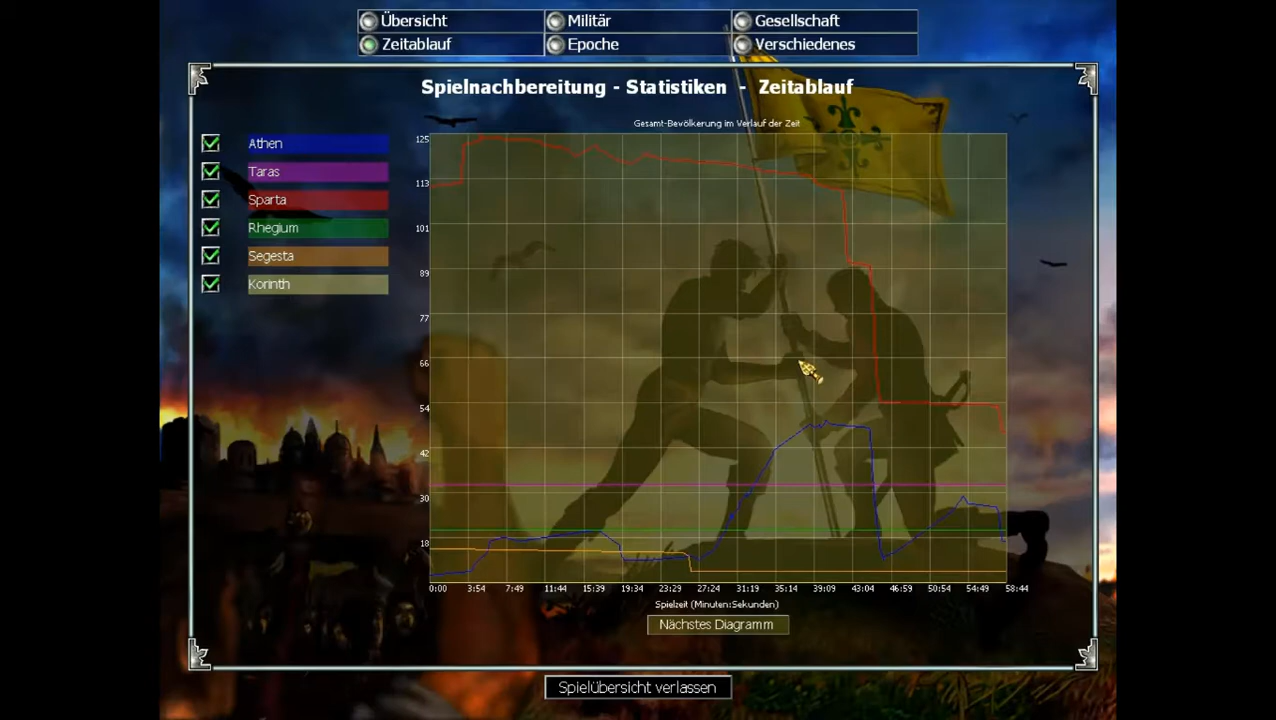 Übersicht
Militär
Gesellschaft
Zeitablauf
Epoche
Verschiedenes
Spielnachbereitung - Statistiken - Zeitablauf
Gesamt-Bevölkerung im Verlauf der Zeit
Athen
Taras
Sparta
Rhegium
Segesta
Korinth
125
113
101
89
77
66
54
42
30
18
0:00 3:54 7:49 11:44 15:39 19:34 23:29 27:24 31:19 35:14 39:09 43:04 46:59 50:54 54:49 58:44
Spielzeit (Minuten:Sekunden)
Nächstes Diagramm
Spielübersicht verlassen